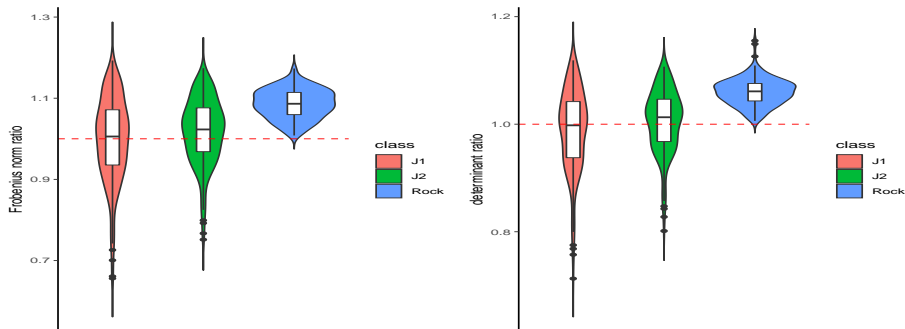 Frobenius norm ratio
1.3
1.1
0.9
0.7
class
J1
J2
Rock
determinant ratio
1.2
1.0
0.8
class
J1
J2
Rock